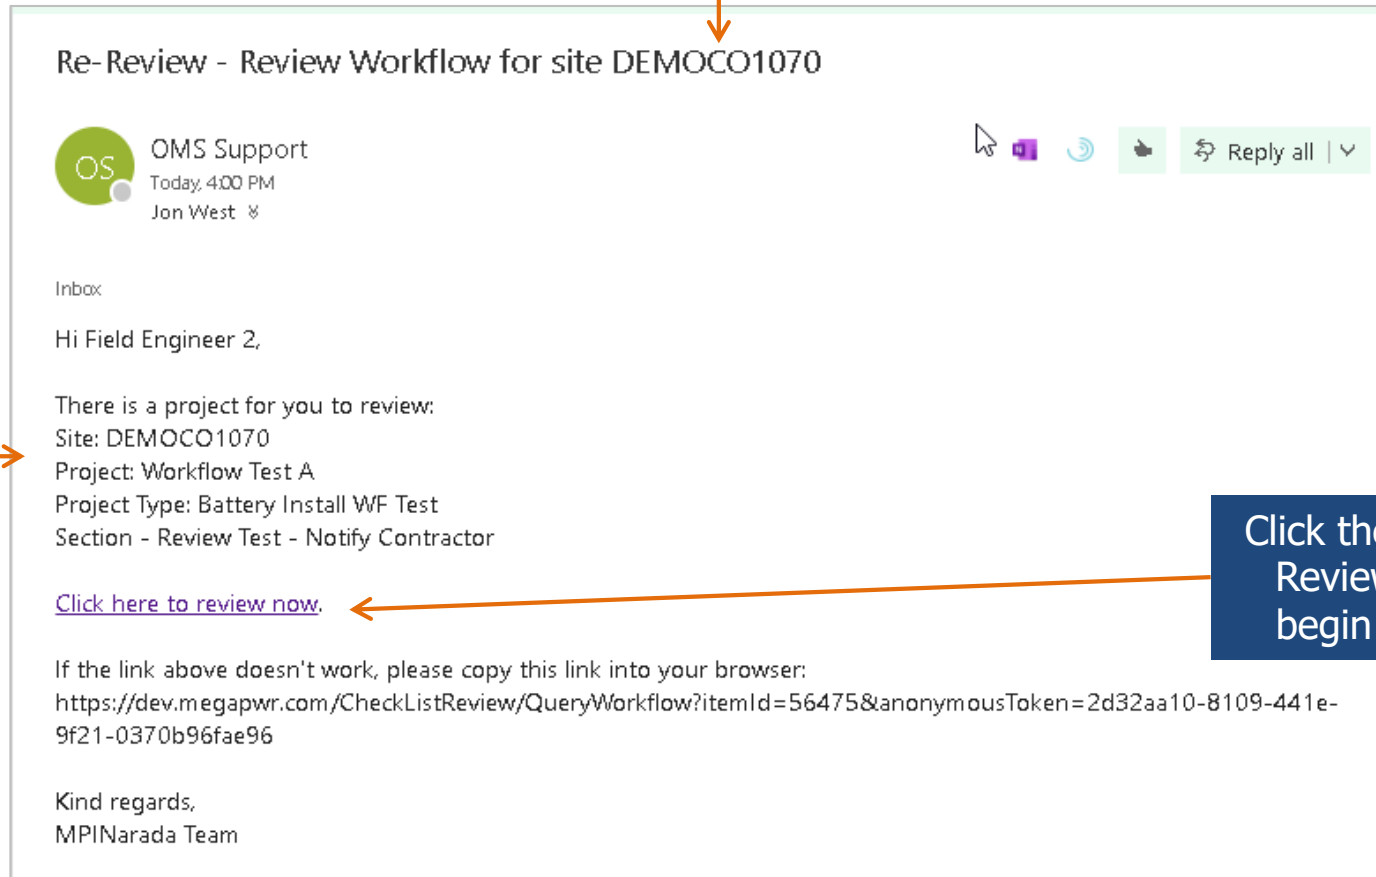 Re-Review - Review Workflow for site DEMOCO1070
OS
OMS Support
Today, 4:00 PM
Jon West
Reply all
Inbox
Hi Field Engineer 2,
There is a project for you to review:
Site: DEMOCO1070
Project: Workflow Test A
Project Type: Battery Install WF Test
Section - Review Test - Notify Contractor
Click here to review now.
If the link above doesn't work, please copy this link into your browser:
https://dev.megapwr.com/CheckListReview/QueryWorkflow?itemId=56475&anonymousToken=2d32aa10-8109-441e-
9f21-0370b96fae96
Kind regards,
MPINarada Team
Click
begin